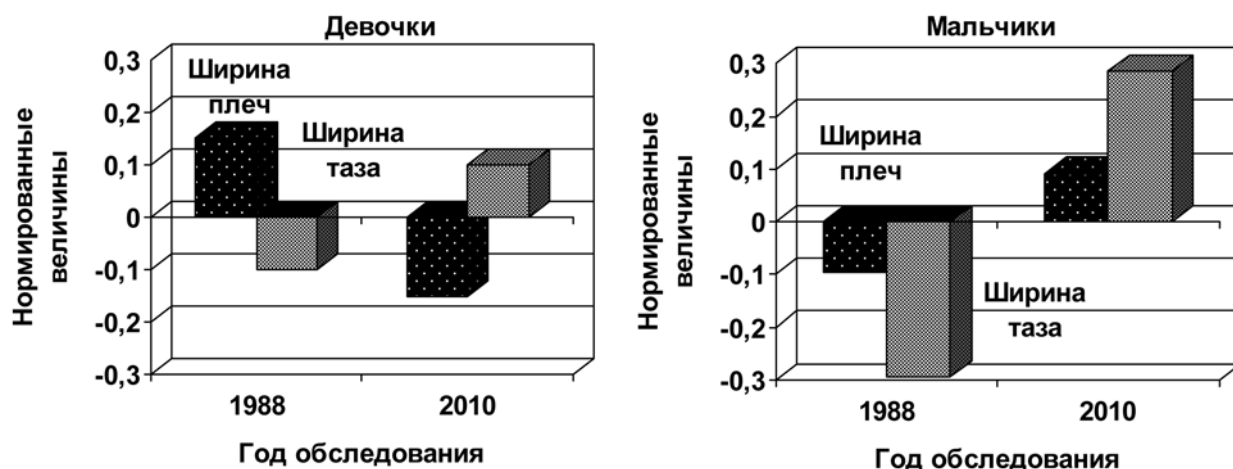 Девочки
Нормированные
величины
0,3
0,2
0,1
0
-0,1
-0,2
-0,3
Ширина
плеч
Ширина
таза
1988
2010
Год обследования
Мальчики
Нормированные
величины
0,3
0,2
0,1
0
-0,1
-0,2
-0,3
Ширина
плеч
Ширина
таза
1988
2010
Год обследования